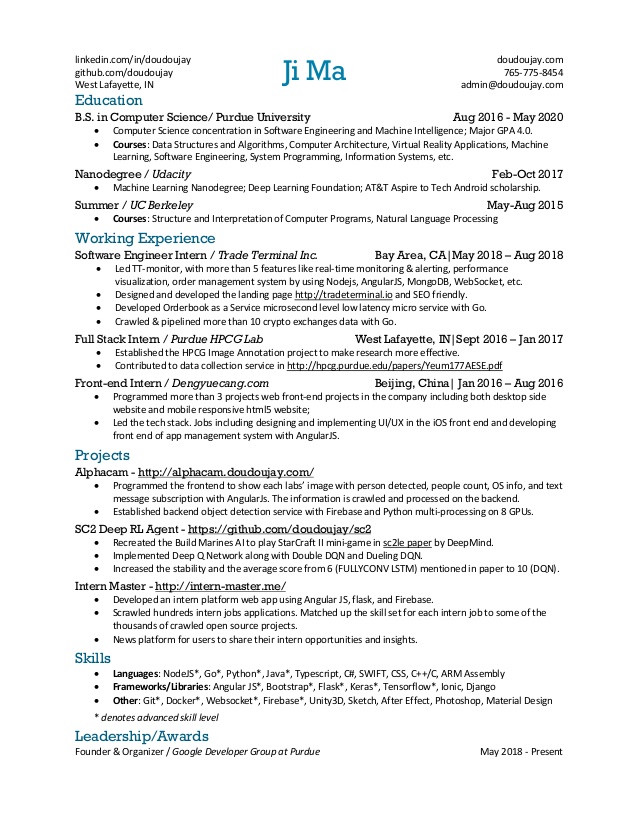 linkedin.com/in/doudoujay
github.com/doudoujay
West Lafayette, IN
Ji Ma
doudoujay.com
765-775-8454
admin@doudoujay.com
Education
B.S. in Computer Science/ Purdue University Aug 2016 - May 2020
• Computer Science concentration in Software Engineering and Machine Intelligence; Major GPA 4.0.
• Courses: Data Structures and Algorithms, Computer Architecture, Virtual Reality Applications, Machine
Learning, Software Engineering, System Programming, Information Systems, etc.
Nanodegree / Udacity Feb-Oct 2017
• Machine Learning Nanodegree; Deep Learning Foundation; AT&T Aspire to Tech Android scholarship.
Summer / UC Berkeley May-Aug 2015
• Courses: Structure and Interpretation of Computer Programs, Natural Language Processing
Working Experience
Software Engineer Intern / Trade Terminal Inc. Bay Area, CA|May 2018 – Aug 2018
• Led TT-monitor, with more than 5 features like real-time monitoring & alerting, performance
visualization, order management system by using Nodejs, AngularJS, MongoDB, WebSocket, etc.
• Designed and developed the landing page http://tradeterminal.io and SEO friendly.
• Developed Orderbook as a Service microsecond level low latency micro service with Go.
• Crawled & pipelined more than 10 crypto exchanges data with Go.
Full Stack Intern / Purdue HPCG Lab West Lafayette, IN|Sept 2016 – Jan 2017
• Established the HPCG Image Annotation project to make research more effective.
• Contributed to data collection service in http://hpcg.purdue.edu/papers/Yeum177AESE.pdf
Front-end Intern / Dengyuecang.com Beijing, China| Jan 2016 – Aug 2016
• Programmed more than 3 projects web front-end projects in the company including both desktop side
website and mobile responsive html5 website;
• Led the tech stack. Jobs including designing and implementing UI/UX in the iOS front end and developing
front end of app management system with AngularJS.
Projects
Alphacam - http://alphacam.doudoujay.com/
• Programmed the frontend to show each labs' image with person detected, people count, OS info, and text
message subscription with AngularJs. The information is crawled and processed on the backend.
• Established backend object detection service with Firebase and Python multi-processing on 8 GPUs.
SC2 Deep RL Agent - https://github.com/doudoujay/sc2
• Recreated the Build Marines AI to play StarCraft II mini-game in sc2le paper by DeepMind.
• Implemented Deep Q Network along with Double DQN and Dueling DQN.
• Increased the stability and the average score from 6 (FULLYCONV LSTM) mentioned in paper to 10 (DQN).
Intern Master - http://intern-master.me/
• Developed an intern platform web app using Angular JS, flask, and Firebase.
• Scrawled hundreds intern jobs applications. Matched up the skill set for each intern job to some of the
thousands of crawled open source projects.
• News platform for users to share their intern opportunities and insights.
Skills
• Languages: NodeJS*, Go*, Python*, Java*, Typescript, C#, SWIFT, CSS, C++/C, ARM Assembly
• Frameworks/Libraries: Angular JS*, Bootstrap*, Flask*, Keras*, Tensorflow*, Ionic, Django
• Other: Git*, Docker*, Websocket*, Firebase*, Unity3D, Sketch, After Effect, Photoshop, Material Design
* denotes advanced skill level
Leadership/Awards
Founder & Organizer / Google Developer Group at Purdue May 2018 - Present